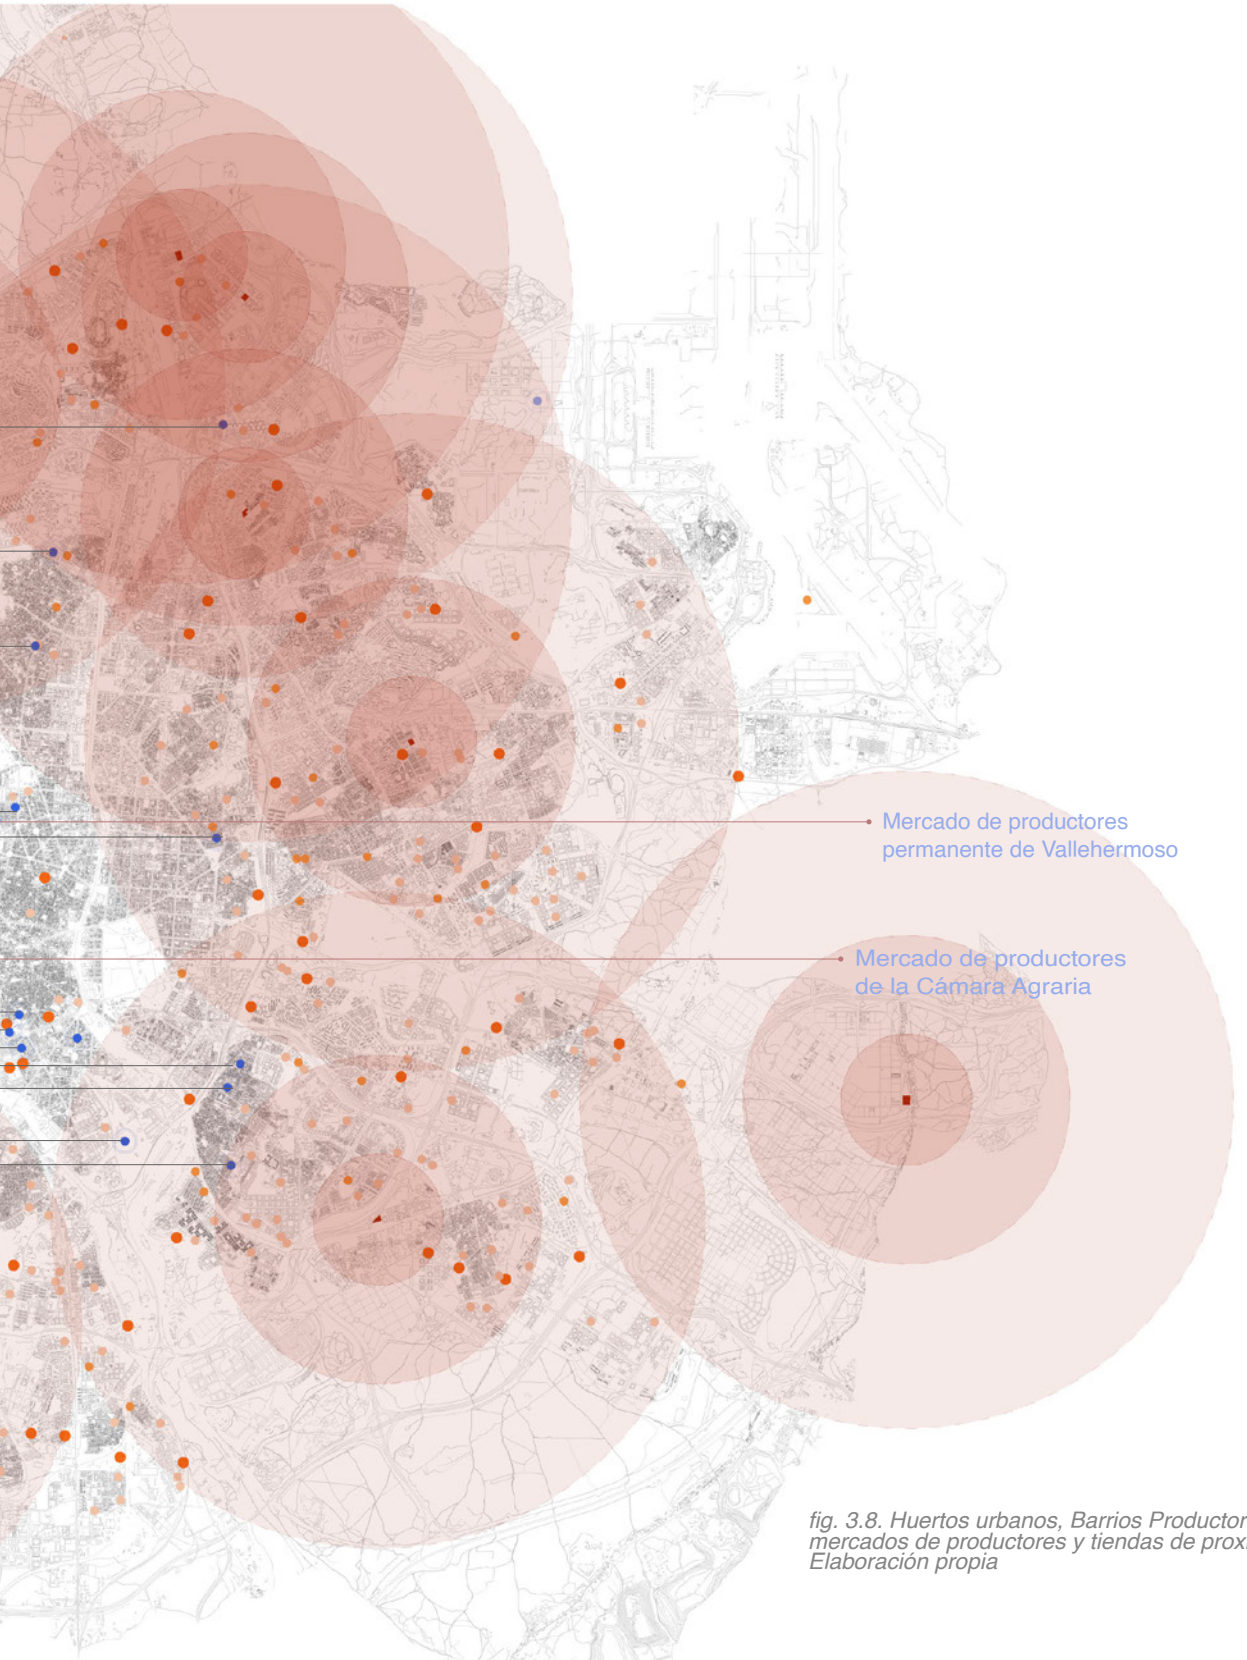 Mercado de productores
permanente de Vallehermoso
Mercado de productores
de la Cámara Agraria
fig. 3.8. Huertos urbanos, Barrios Productor
mercados de productores y tiendas de prox
Elaboración propia